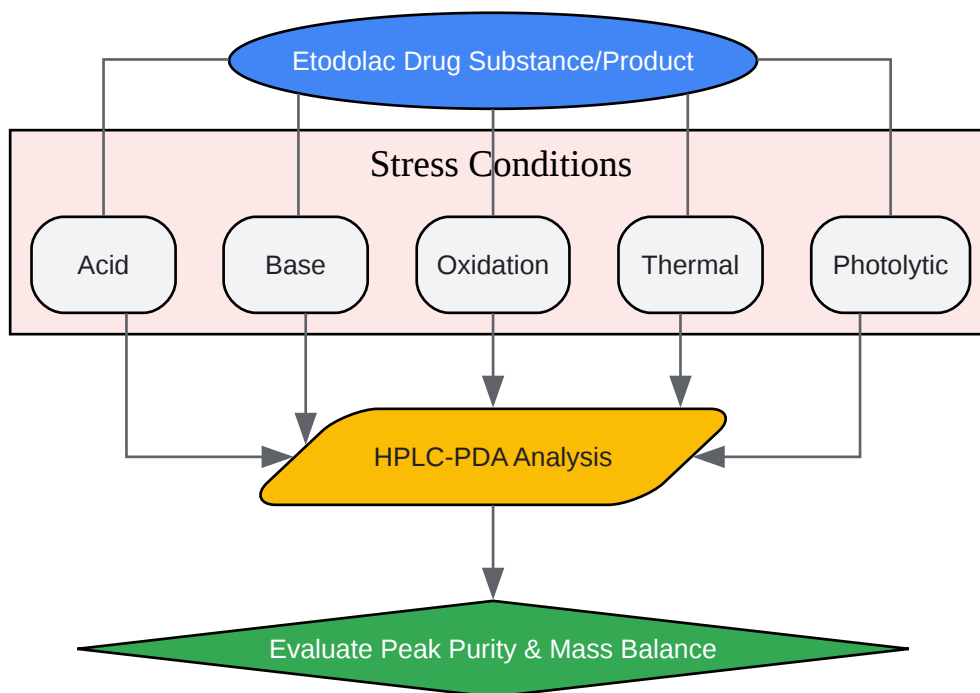 Etodolac Drug Substance/Product
Stress Conditions
Acid
Base
Oxidation
Thermal
Photolytic
HPLC-PDA Analysis
Evaluate Peak Purity & Mass Balance